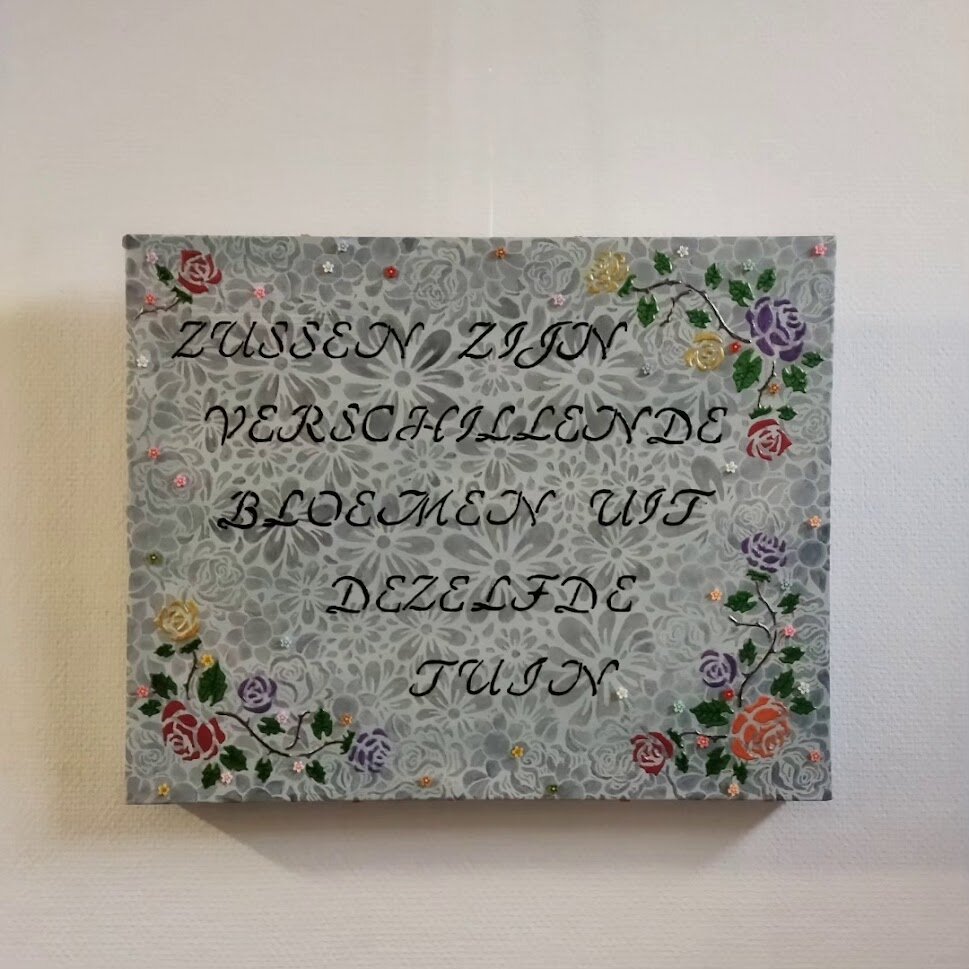 ZUSSEN ZIJN
VERSCHILLENDE
BLOEMEN UIT
DEZELFDE
TUIN